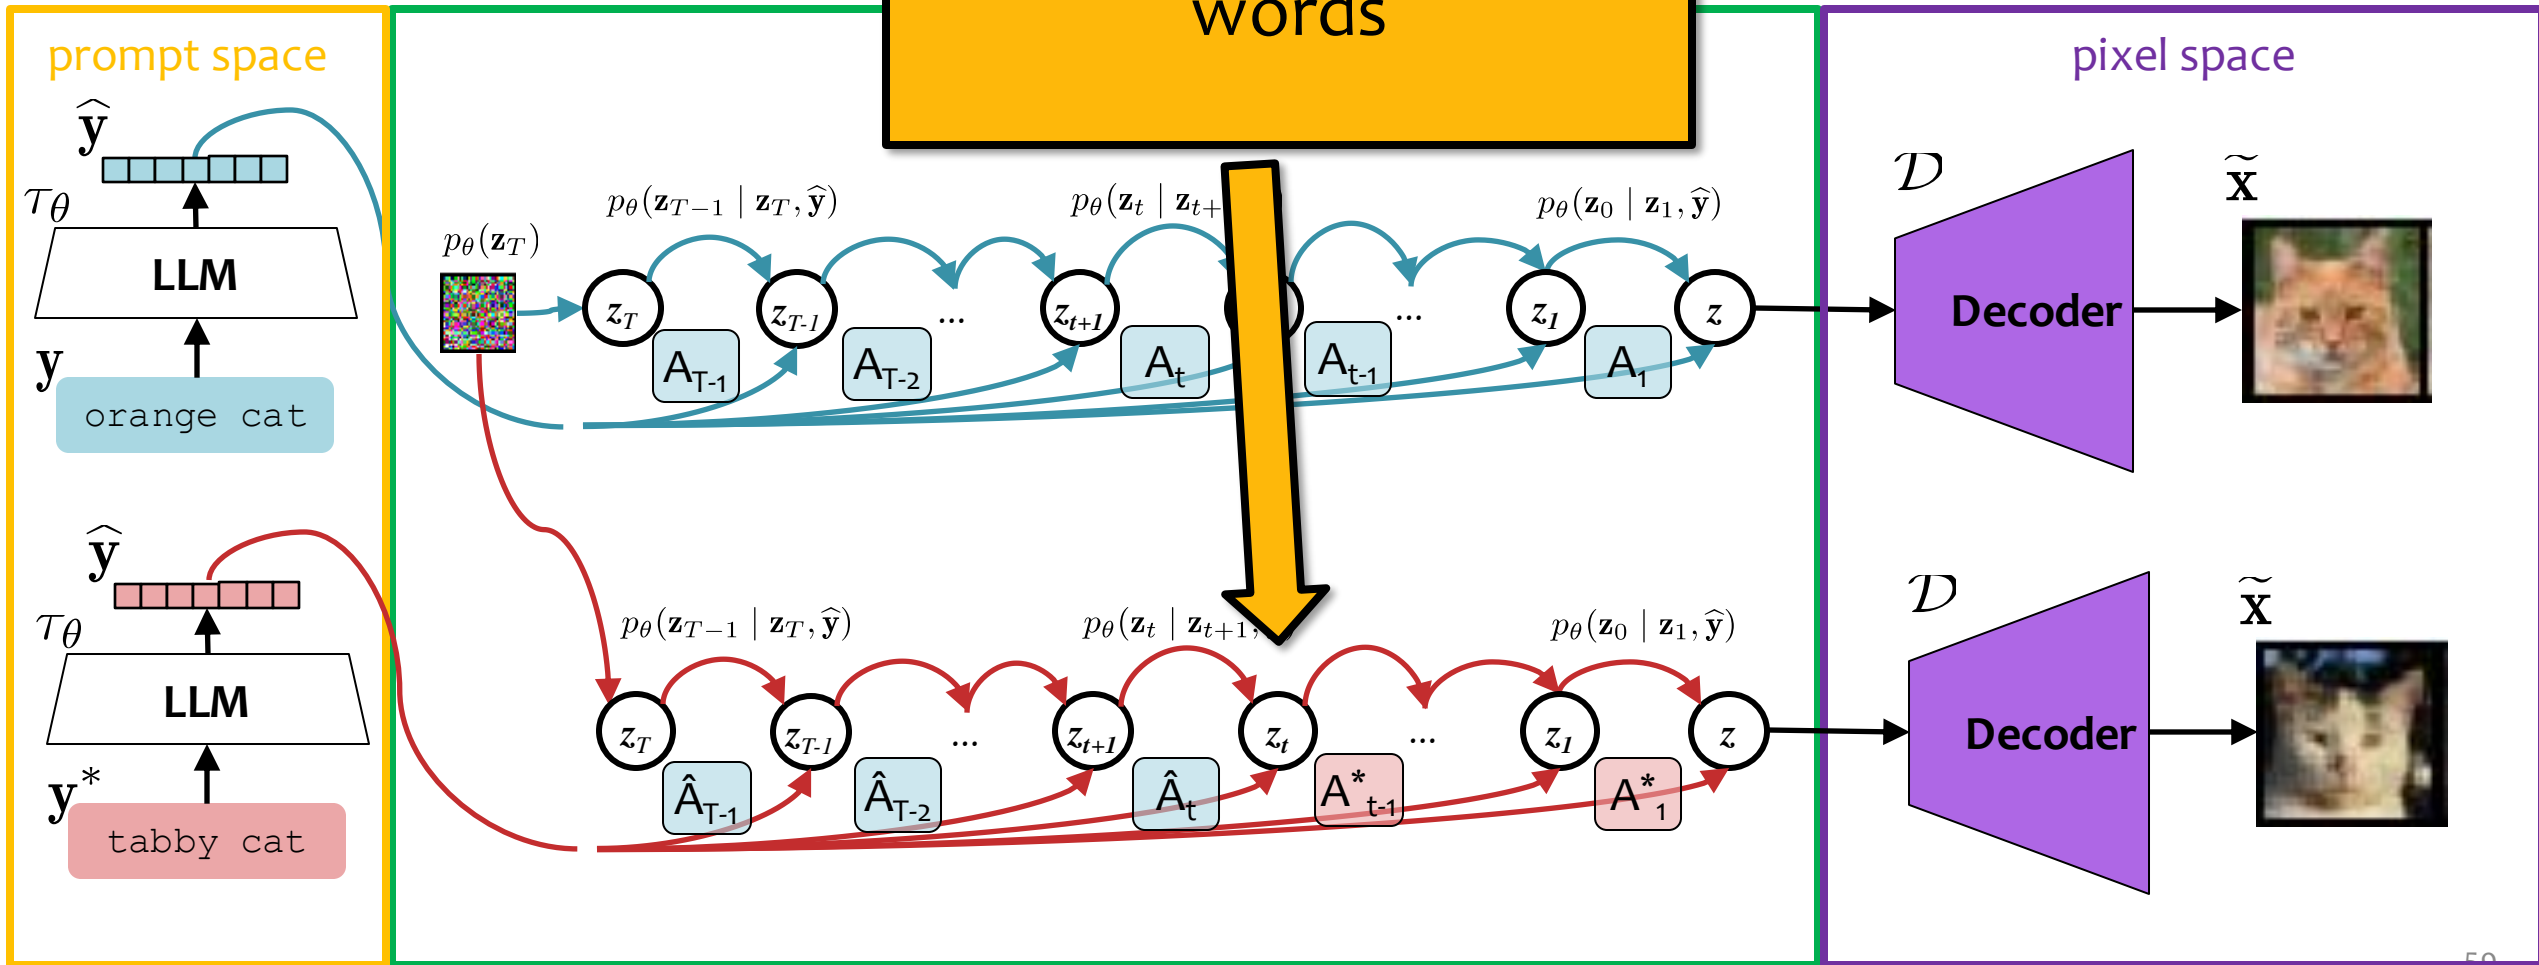 words
prompt space
pixel space
ŷ
τθ
LLM
y
orange cat
pθ(zT)
pθ(zT−1 | zT, ŷ)
pθ(zt | zt+
pθ(z0 | z1, ŷ)
zT
zT-1
...
zt+1
...
z1
z
AT-1
AT-2
At
At-1
A1
𝒟
Decoder
x̃
ŷ
τθ
LLM
y*
tabby cat
pθ(zT−1 | zT, ŷ)
pθ(zt | zt+1,
pθ(z0 | z1, ŷ)
zT
zT-1
...
zt+1
zt
...
z1
z
ÂT-1
ÂT-2
Ât
A*t-1
A*1
𝒟
Decoder
x̃